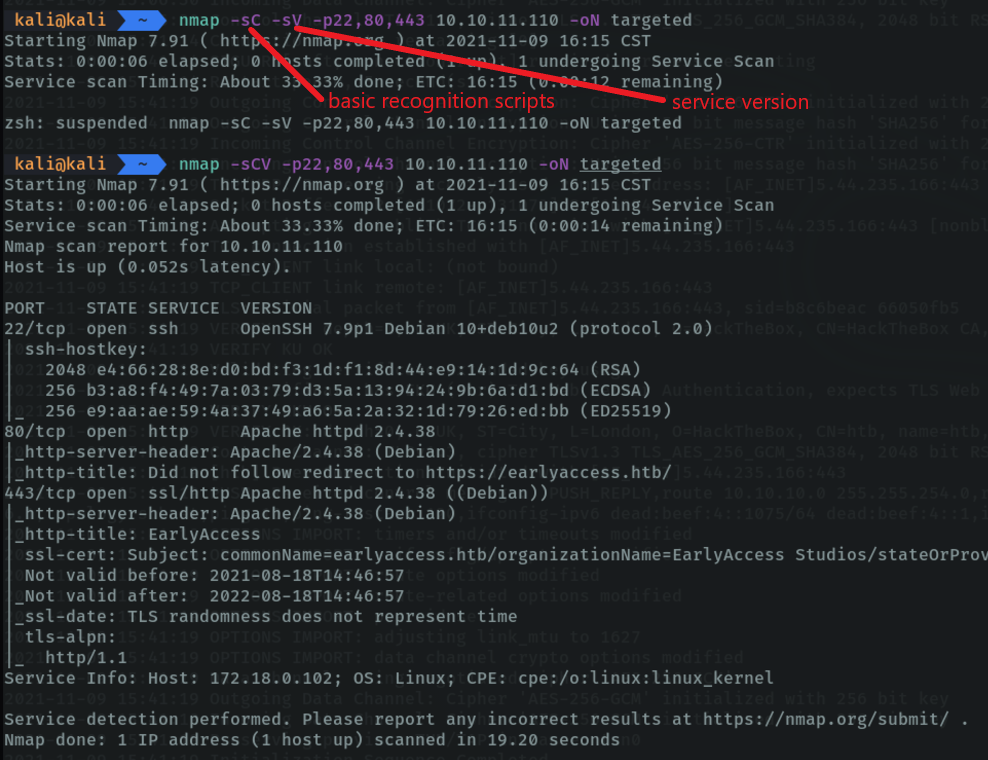 kali@kali ~ nmap -sC -sV -p22,80,443 10.10.11.110 -oN targeted
Starting Nmap 7.91 ( https://nmap.org ) at 2021-11-09 16:15 CST
Stats: 0:00:06 elapsed; 0 hosts completed (1 up), 1 undergoing Service Scan
Service scan Timing: About 33.33% done; ETC: 16:15 (0:00:12 remaining)
basic recognition scripts
service version
zsh: suspended  nmap -sC -sV -p22,80,443 10.10.11.110 -oN targeted
kali@kali ~ nmap -sCV -p22,80,443 10.10.11.110 -oN targeted
Starting Nmap 7.91 ( https://nmap.org ) at 2021-11-09 16:15 CST
Stats: 0:00:06 elapsed; 0 hosts completed (1 up), 1 undergoing Service Scan
Service scan Timing: About 33.33% done; ETC: 16:15 (0:00:14 remaining)
Nmap scan report for 10.10.11.110
Host is up (0.052s latency).
PORT    STATE SERVICE  VERSION
22/tcp  open  ssh      OpenSSH 7.9p1 Debian 10+deb10u2 (protocol 2.0)
| ssh-hostkey:
|   2048 e4:66:28:8e:d0:bd:f3:1d:f1:8d:44:e9:14:1d:9c:64 (RSA)
|   256 b3:a8:f4:49:7a:03:79:d3:5a:13:94:24:9b:6a:d1:bd (ECDSA)
|_  256 e9:aa:ae:59:4a:37:49:a6:5a:2a:32:1d:79:26:ed:bb (ED25519)
80/tcp  open  http     Apache httpd 2.4.38
|_http-server-header: Apache/2.4.38 (Debian)
|_http-title: Did not follow redirect to https://earlyaccess.htb/
443/tcp open  ssl/http Apache httpd 2.4.38 ((Debian))
|_http-server-header: Apache/2.4.38 (Debian)
|_http-title: EarlyAccess
| ssl-cert: Subject: commonName=earlyaccess.htb/organizationName=EarlyAccess Studios/stateOrProv
| Not valid before: 2021-08-18T14:46:57
|_Not valid after:  2022-08-18T14:46:57
|_ssl-date: TLS randomness does not represent time
| tls-alpn:
|_  http/1.1
Service Info: Host: 172.18.0.102; OS: Linux; CPE: cpe:/o:linux:linux_kernel
Service detection performed. Please report any incorrect results at https://nmap.org/submit/ .
Nmap done: 1 IP address (1 host up) scanned in 19.20 seconds